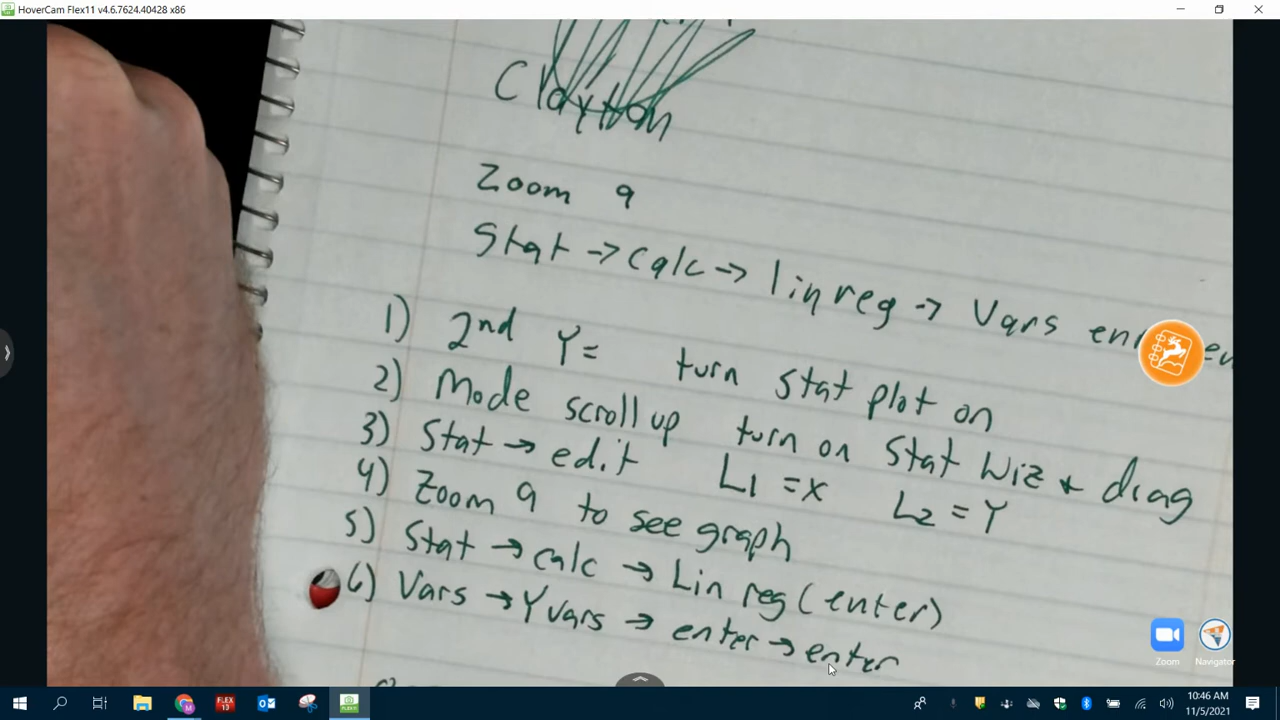 HoverCam Flex11 v4.6.7624.40428 x86
Clayton
Zoom 9
Stat → Calc → linreg → Vars
1) 2nd Y= turn Stat plot on
2) Mode scroll up turn on Stat Wiz + diag
3) Stat → edit L1 = X L2 = Y
4) Zoom 9 to see graph
5) Stat → calc → Lin reg (enter)
6) Vars → Y vars → enter → enter
Zoom
Navigator
10:46 AM
11/5/2021